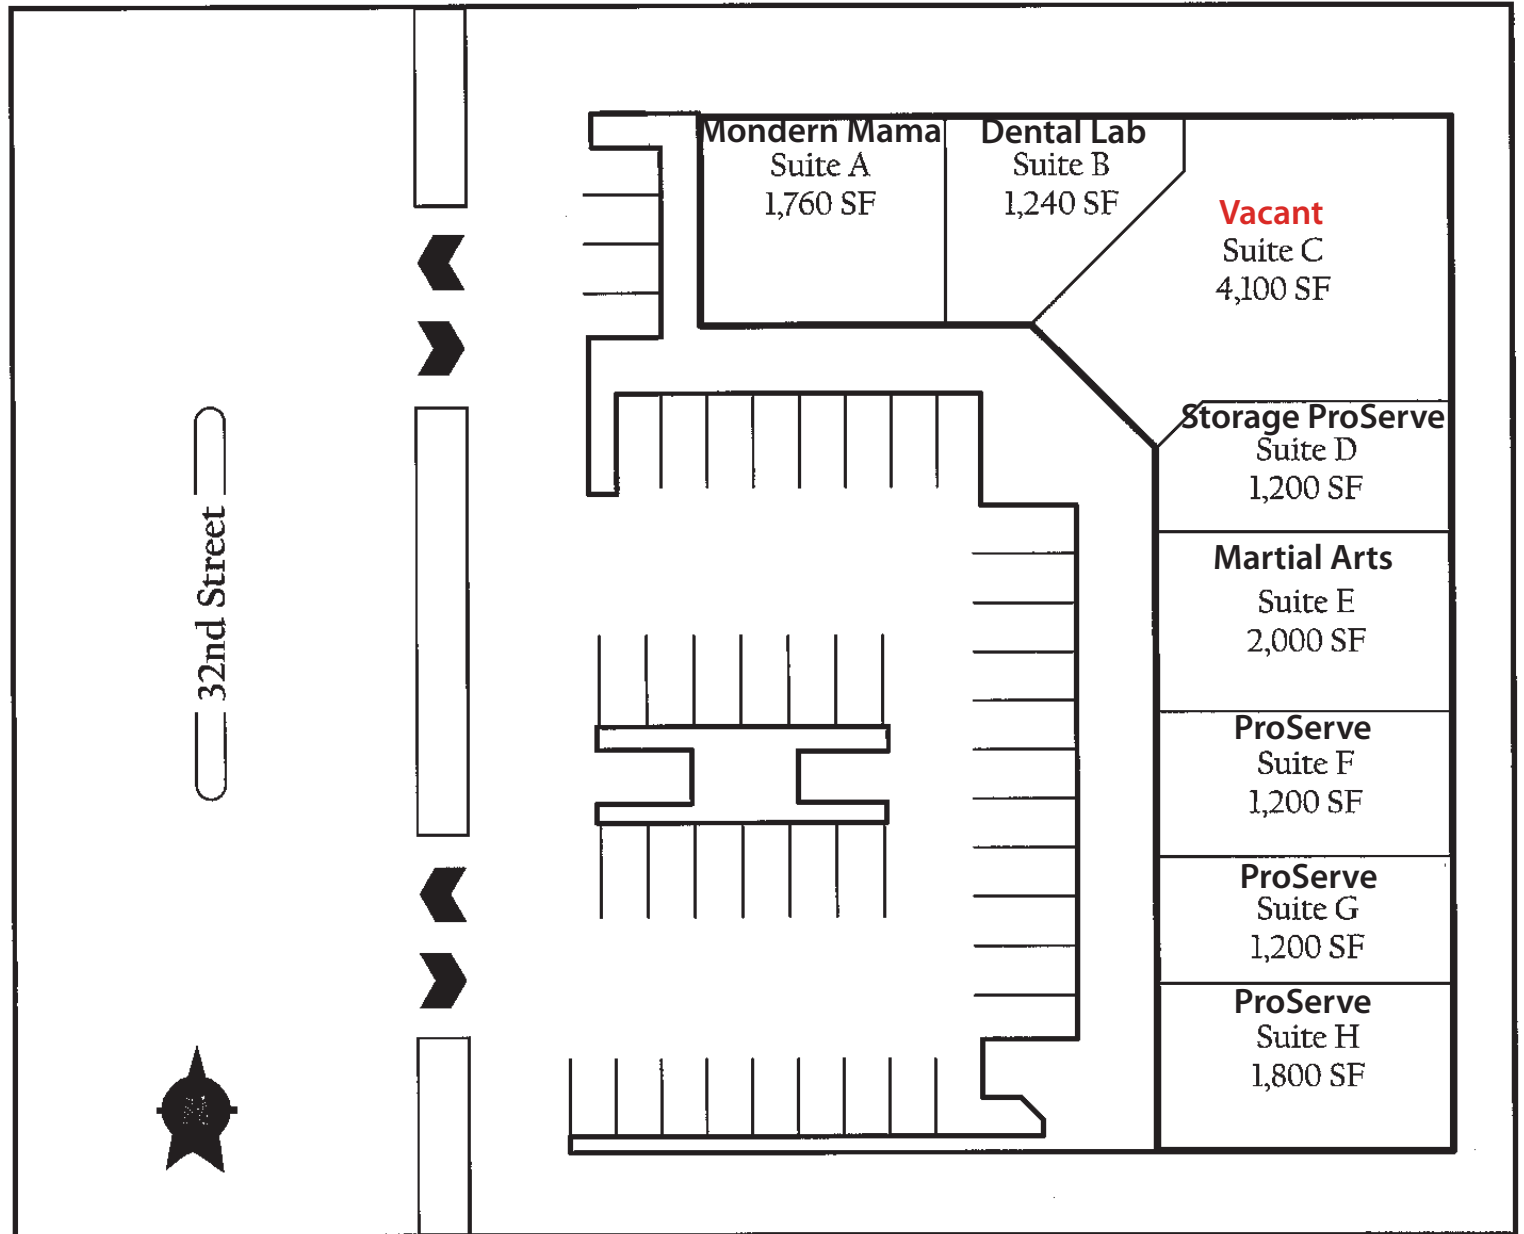 Mondern Mama
Suite A
1,760 SF
Dental Lab
Suite B
1,240 SF
Vacant
Suite C
4,100 SF
Storage ProServe
Suite D
1,200 SF
Martial Arts
Suite E
2,000 SF
ProServe
Suite F
1,200 SF
ProServe
Suite G
1,200 SF
ProServe
Suite H
1,800 SF
32nd Street